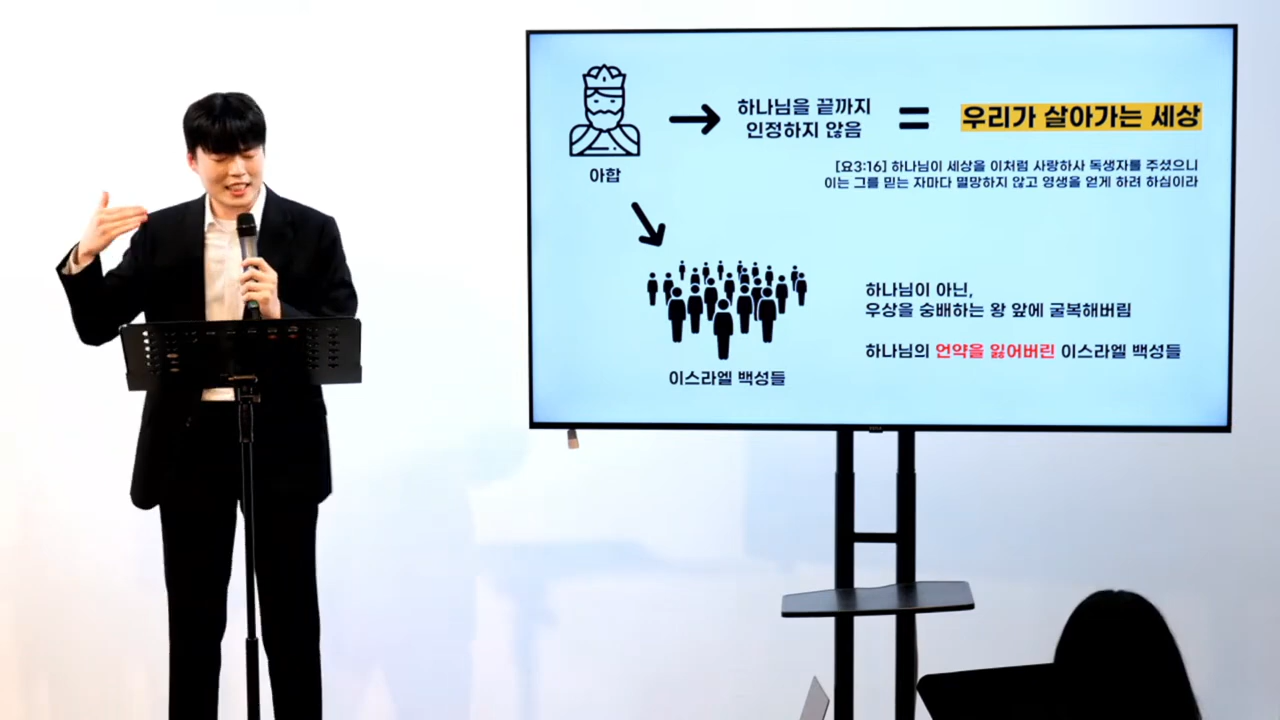 하나님을 끝까지
인정하지 않음
=
우리가 살아가는 세상
아합
[요3:16] 하나님이 세상을 이처럼 사랑하사 독생자를 주셨으니
이는 그를 믿는 자마다 멸망하지 않고 영생을 얻게 하려 하심이라
하나님이 아닌,
우상을 숭배하는 왕 앞에 굴복해버림
하나님의 언약을 잃어버린 이스라엘 백성들
이스라엘 백성들